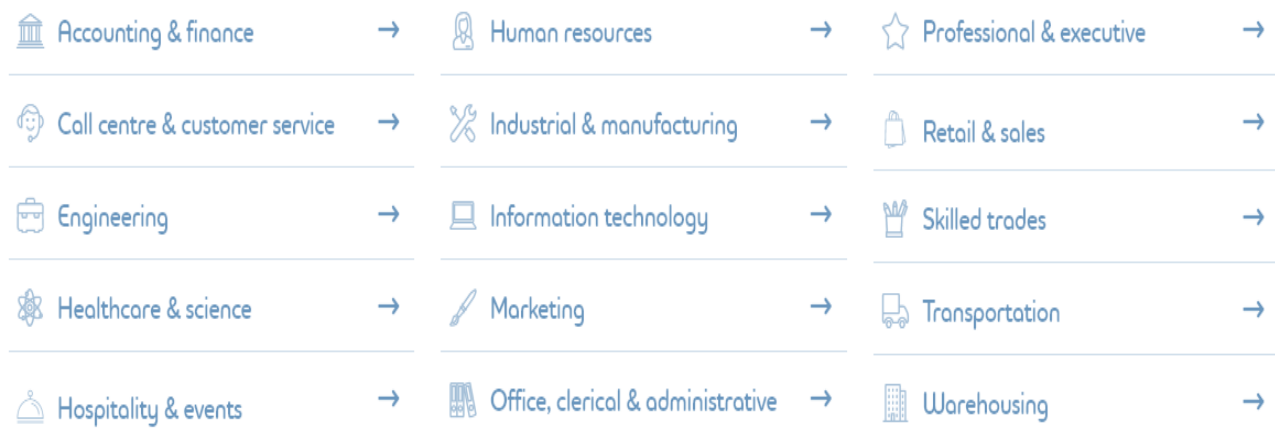 Accounting & finance
Call centre & customer service
Engineering
Healthcare & science
Hospitality & events
Human resources
Industrial & manufacturing
Information technology
Marketing
Office, clerical & administrative
Professional & executive
Retail & sales
Skilled trades
Transportation
Warehousing